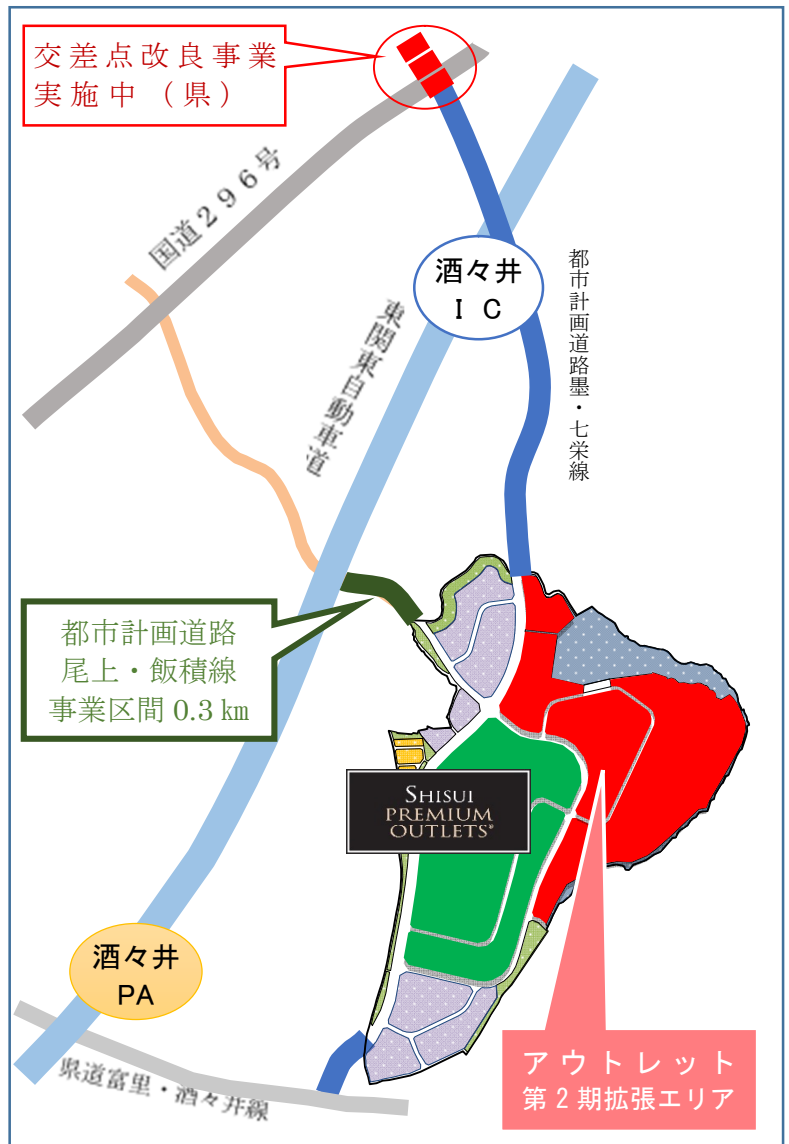 交差点改良事業
実施中（県）
国道２９６号
酒々井
ＩＣ
都市計画道路墨・七栄線
東関東自動車道
都市計画道路
尾上・飯積線
事業区間 0.3 ㎞
SHISUI
PREMIUM
OUTLETS®
酒々井
PA
県道富里・酒々井線
アウトレット
第２期拡張エリア